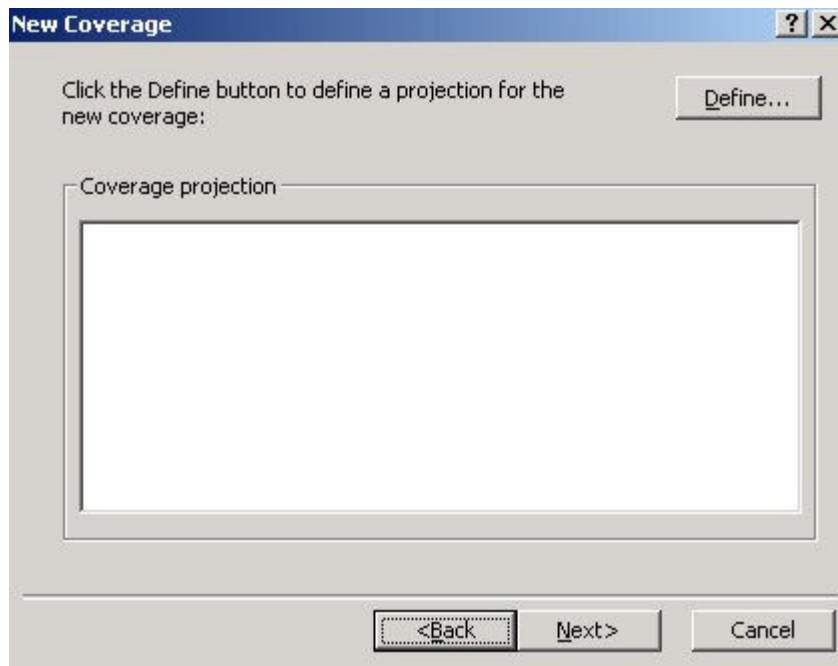 New Coverage
Click the Define button to define a projection for the
new coverage:
Define...
Coverage projection
<Back
Next>
Cancel